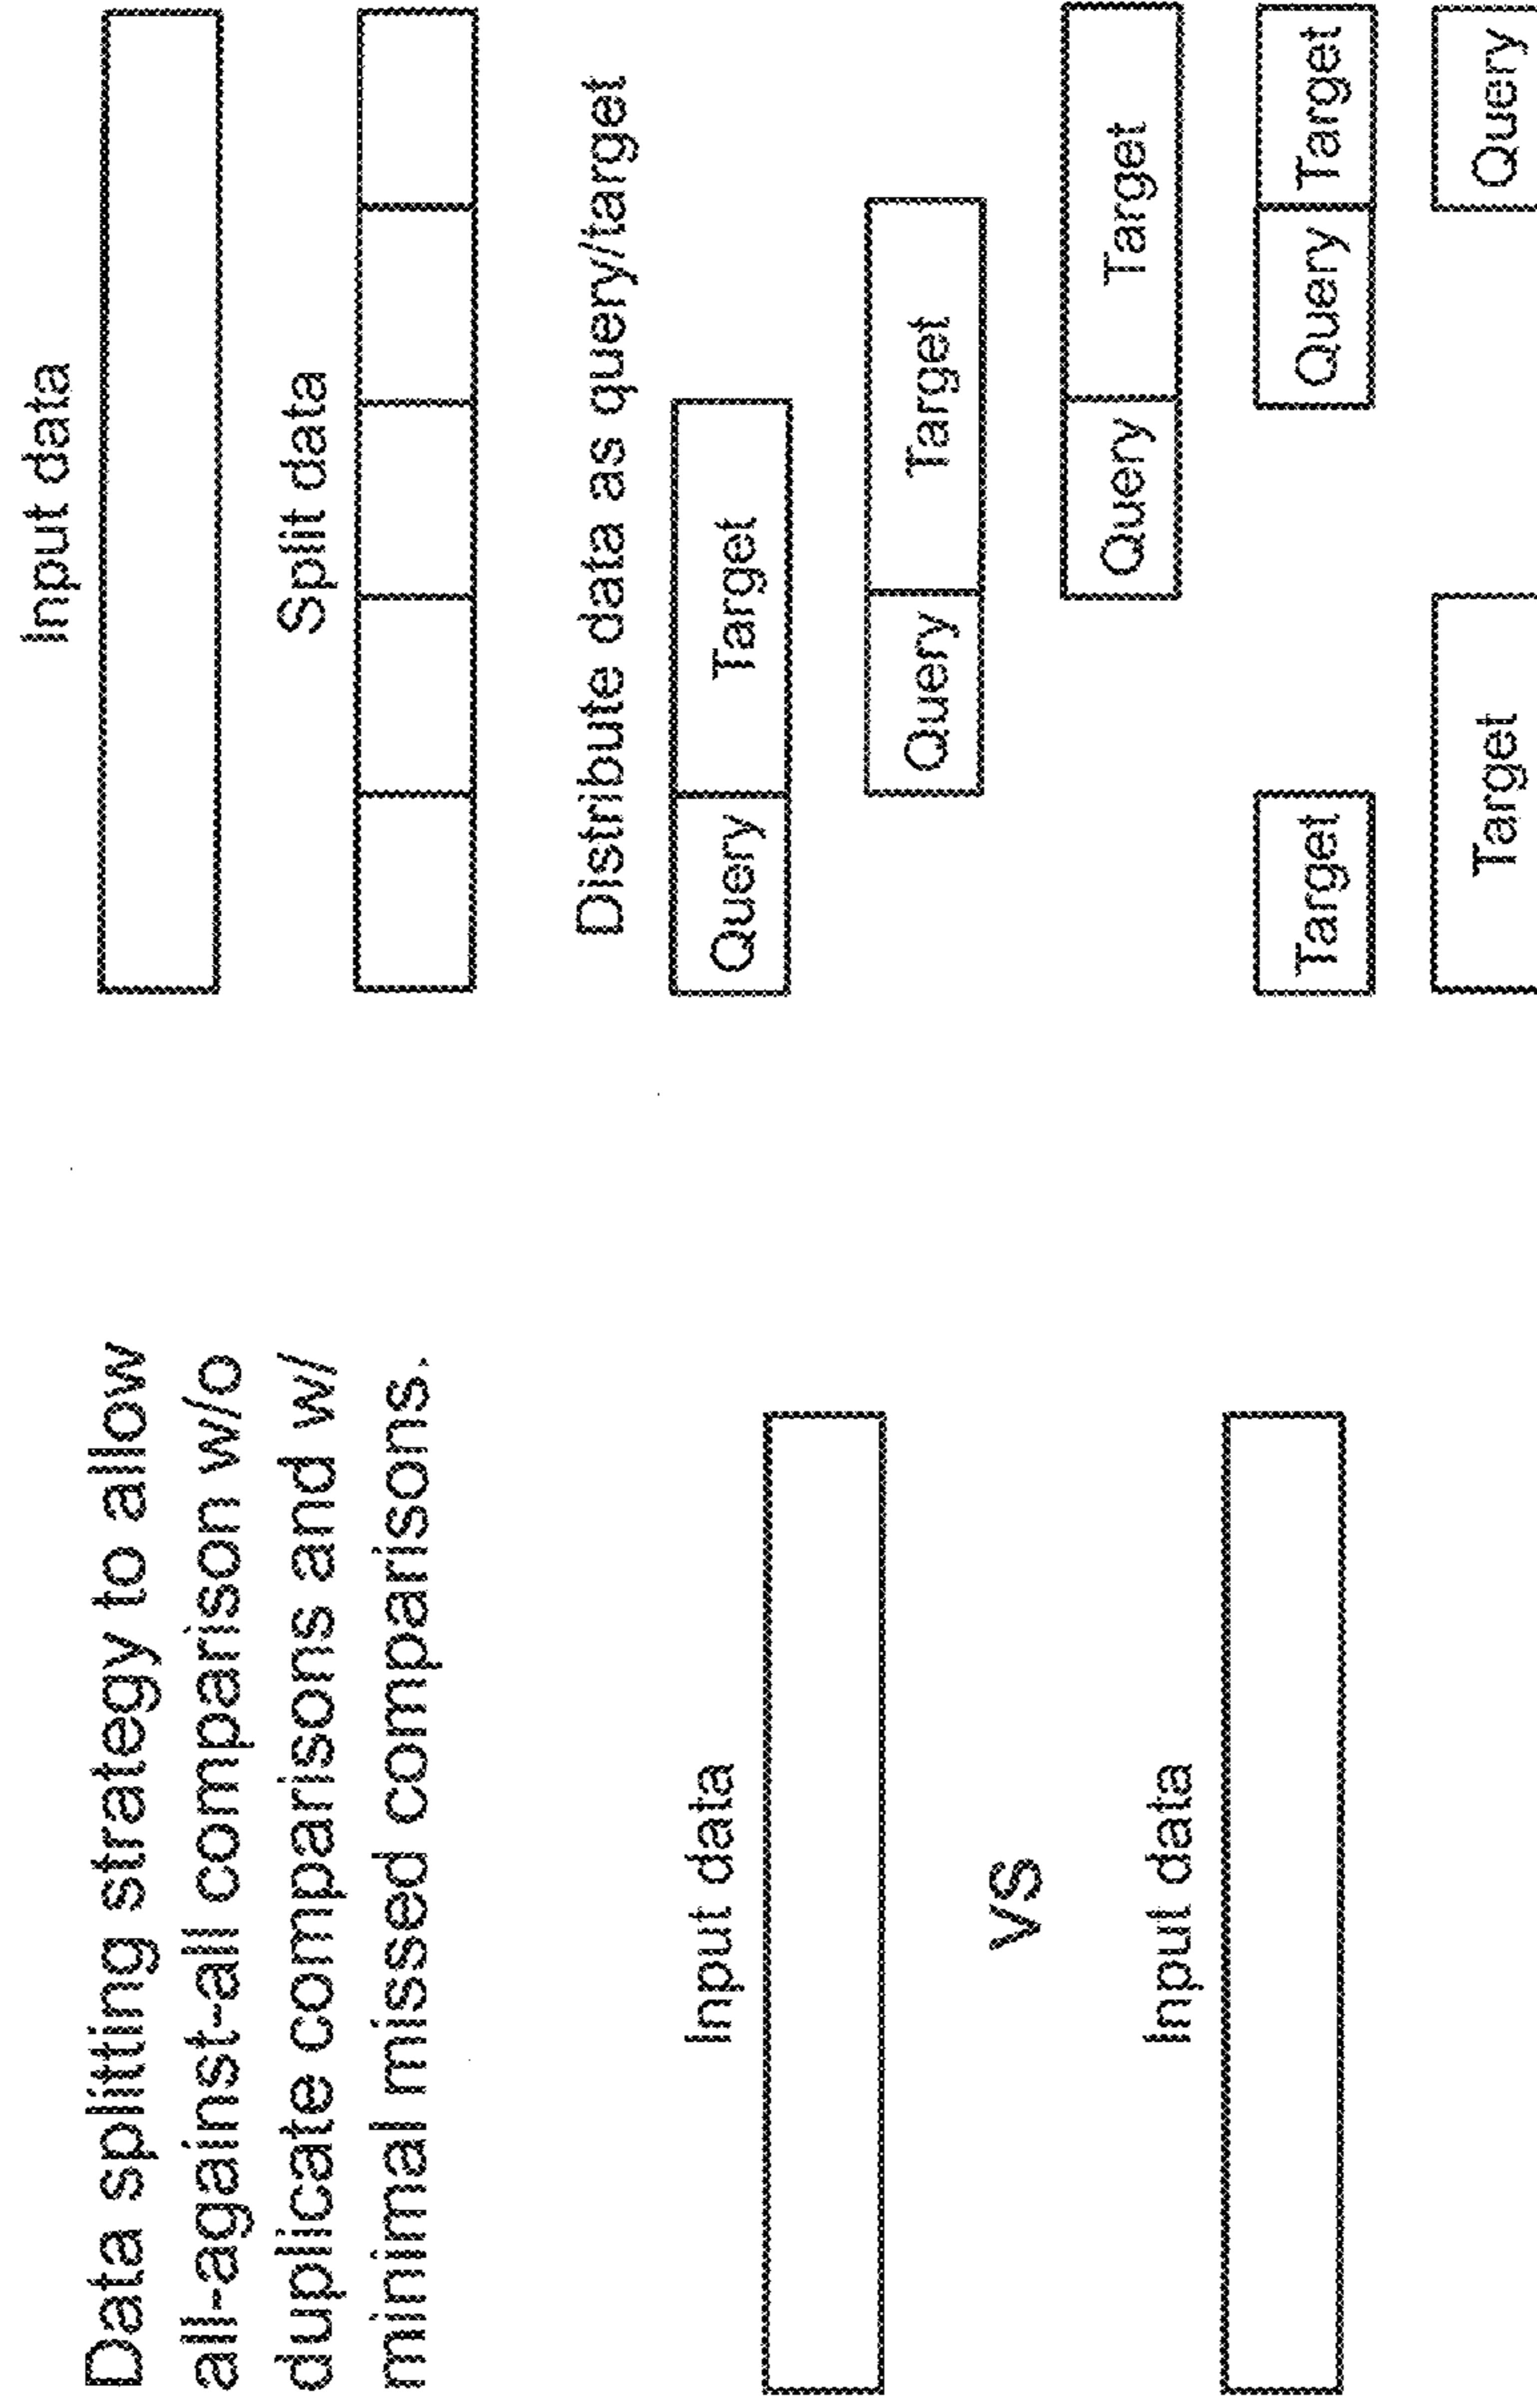 Data splitting strategy to allow
all-against-all comparison w/o
duplicate comparisons and w/
minimal missed comparisons.
Input data
vs
Input data
Input data
Split data
Distribute data as query/target
Query Target
Query Target
Query Target
Target Query Target
Target Query